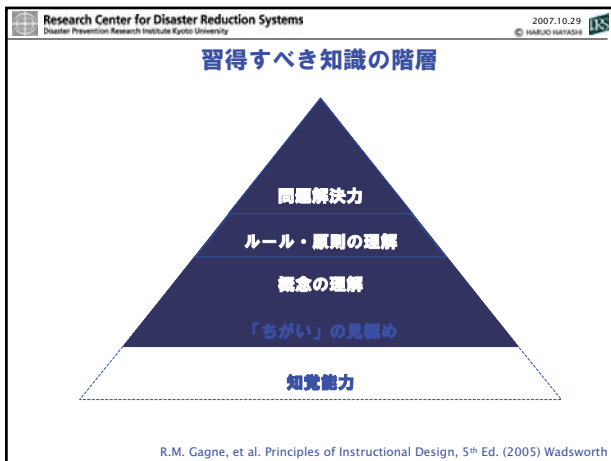 Research Center for Disaster Reduction Systems
Disaster Prevention Research Institute Kyoto University
2007.10.29
© HARUO HAYASHI
DRS
習得すべき知識の階層
問題解決力
ルール・原則の理解
概念の理解
「ちがい」の見極め
知覚能力
R.M. Gagne, et al. Principles of Instructional Design, 5th Ed. (2005) Wadsworth